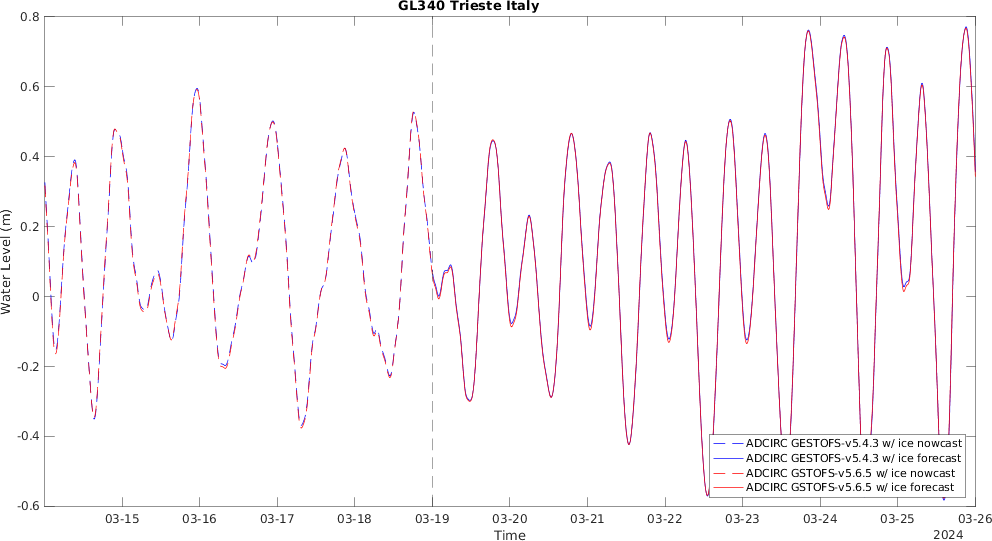 GL340 Trieste Italy
0.8
0.6
0.4
0.2
0
-0.2
-0.4
-0.6
Water Level (m)
ADCIRC GESTOFS-v5.4.3 w/ ice nowcast
ADCIRC GESTOFS-v5.4.3 w/ ice forecast
ADCIRC GSTOFS-v5.6.5 w/ ice nowcast
ADCIRC GSTOFS-v5.6.5 w/ ice forecast
03-15 03-16 03-17 03-18 03-19 03-20 03-21 03-22 03-23 03-24 03-25 03-26
Time
2024